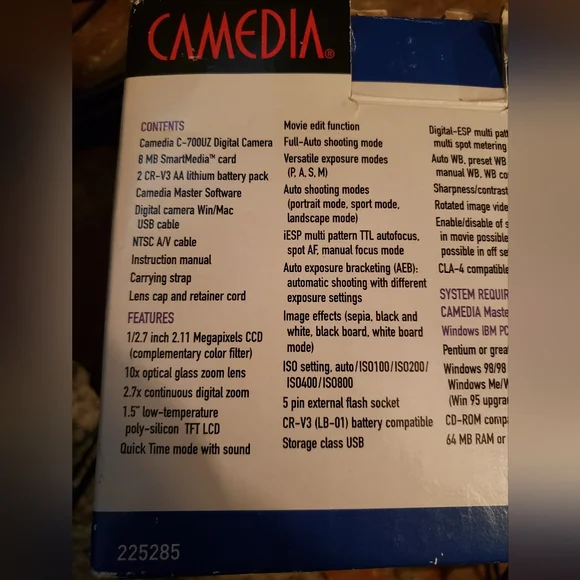 CAMEDIA®
CONTENTS
Camedia C-700UZ Digital Camera
8 MB SmartMedia™ card
2 CR-V3 AA lithium battery pack
Camedia Master Software
Digital camera Win/Mac
USB cable
NTSC A/V cable
Instruction manual
Carrying strap
Lens cap and retainer cord
FEATURES
1/2.7 inch 2.11 Megapixels CCD
(complementary color filter)
10x optical glass zoom lens
2.7x continuous digital zoom
1.5" low-temperature
poly-silicon TFT LCD
Quick Time mode with sound
Movie edit function
Full-Auto shooting mode
Versatile exposure modes
(P, A, S, M)
Auto shooting modes
(portrait mode, sport mode,
landscape mode)
iESP multi pattern TTL autofocus,
spot AF, manual focus mode
Auto exposure bracketing (AEB):
automatic shooting with different
exposure settings
Image effects (sepia, black and
white, black board, white board
mode)
ISO setting, auto/ISO100/ISO200/
ISO400/ISO800
5 pin external flash socket
CR-V3 (LB-01) battery compatible
Storage class USB
Digital-ESP multi
multi spot metering
Auto WB, preset WB
manual WB, WB
Sharpness/contrast
Rotated image
Enable/disable of
in movie possible
possible in off
CLA-4 compatible
SYSTEM
CAMEDIA
Windows IBM PC
Pentium or
Windows 98/98
Windows Me/
(Win 95
CD-ROM
64 MB RAM or
225285